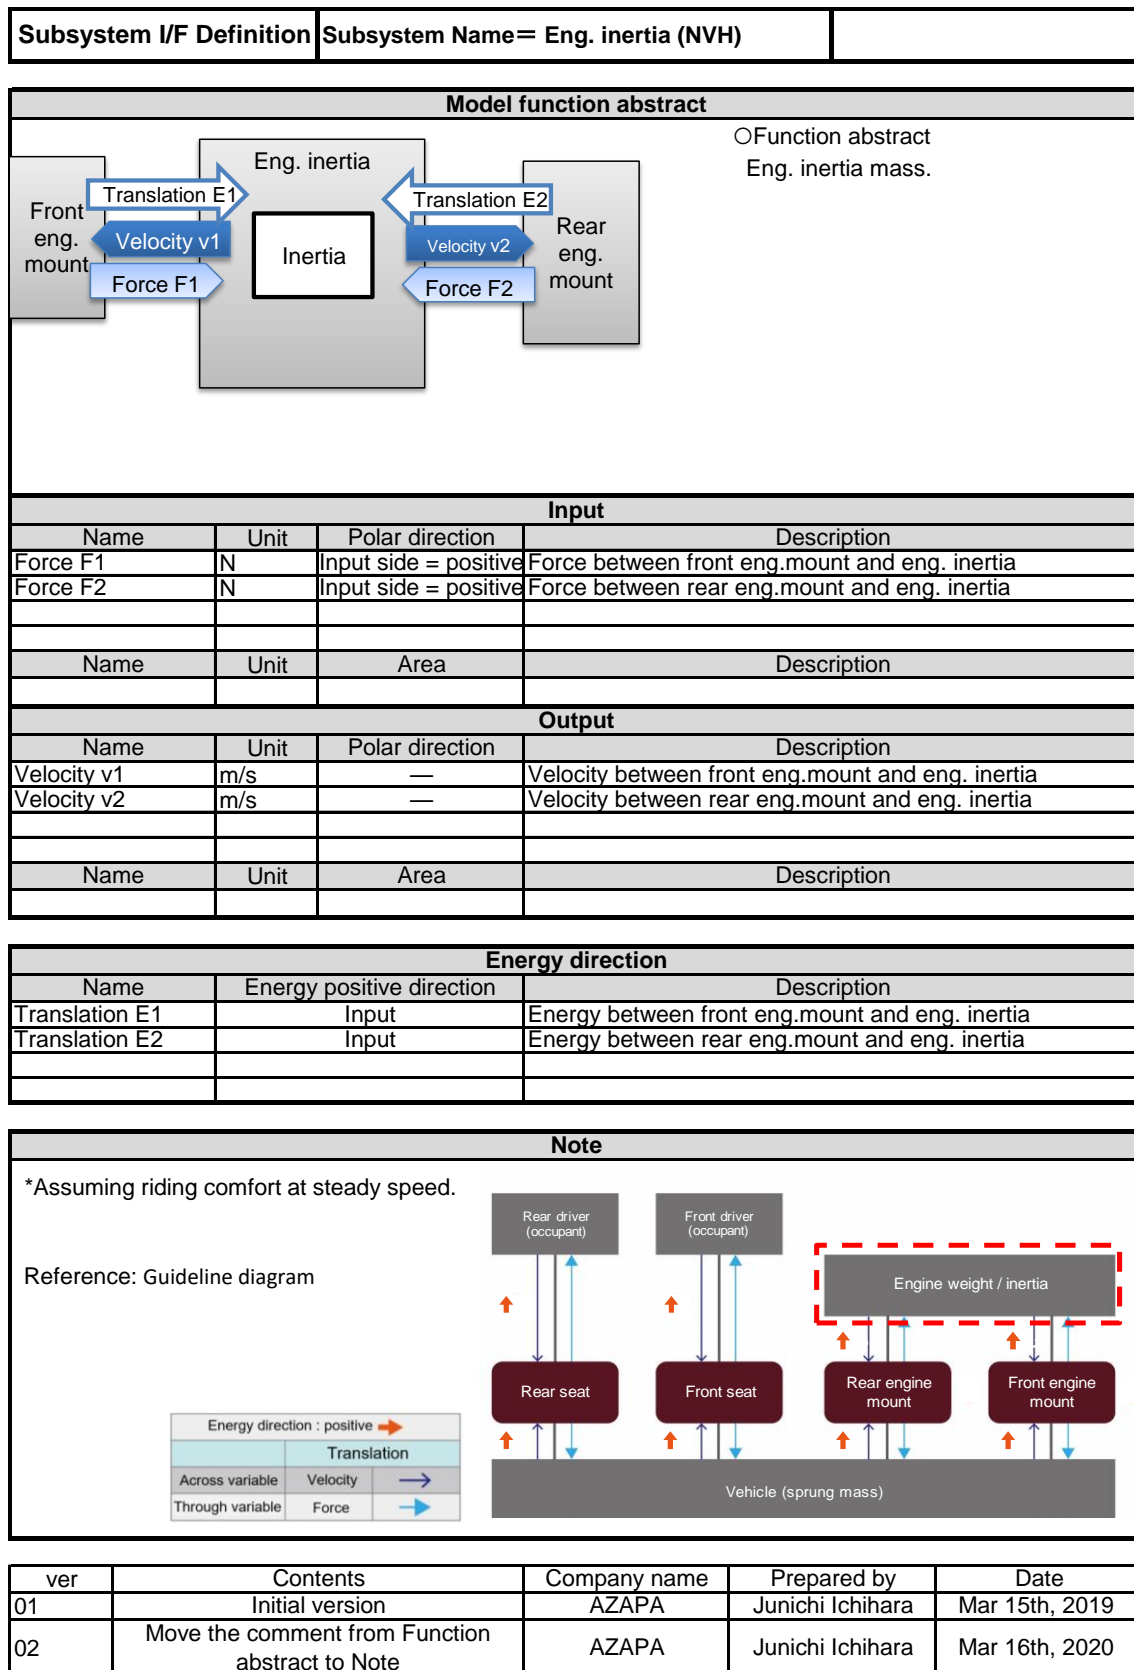 Subsystem I/F Definition Subsystem Name＝ Eng. inertia (NVH)
Model function abstract
○Function abstract
Eng. inertia mass.
Eng. inertia
Translation E1
Translation E2
Front
eng.
mount
Velocity v1
Inertia
Velocity v2
Rear
eng.
mount
Force F1
Force F2
Input
Name Unit Polar direction Description
Force F1 N Input side = positive Force between front eng.mount and eng. inertia
Force F2 N Input side = positive Force between rear eng.mount and eng. inertia
Name Unit Area Description
Output
Name Unit Polar direction Description
Velocity v1 m/s — Velocity between front eng.mount and eng. inertia
Velocity v2 m/s — Velocity between rear eng.mount and eng. inertia
Name Unit Area Description
Energy direction
Name Energy positive direction Description
Translation E1 Input Energy between front eng.mount and eng. inertia
Translation E2 Input Energy between rear eng.mount and eng. inertia
Note
*Assuming riding comfort at steady speed.
Reference: Guideline diagram
Rear driver
(occupant)
Front driver
(occupant)
Engine weight / inertia
Rear seat
Front seat
Rear engine
mount
Front engine
mount
Vehicle (sprung mass)
Energy direction : positive
Translation
Across variable Velocity
Through variable Force
ver Contents Company name Prepared by Date
01 Initial version AZAPA Junichi Ichihara Mar 15th, 2019
02 Move the comment from Function
abstract to Note AZAPA Junichi Ichihara Mar 16th, 2020